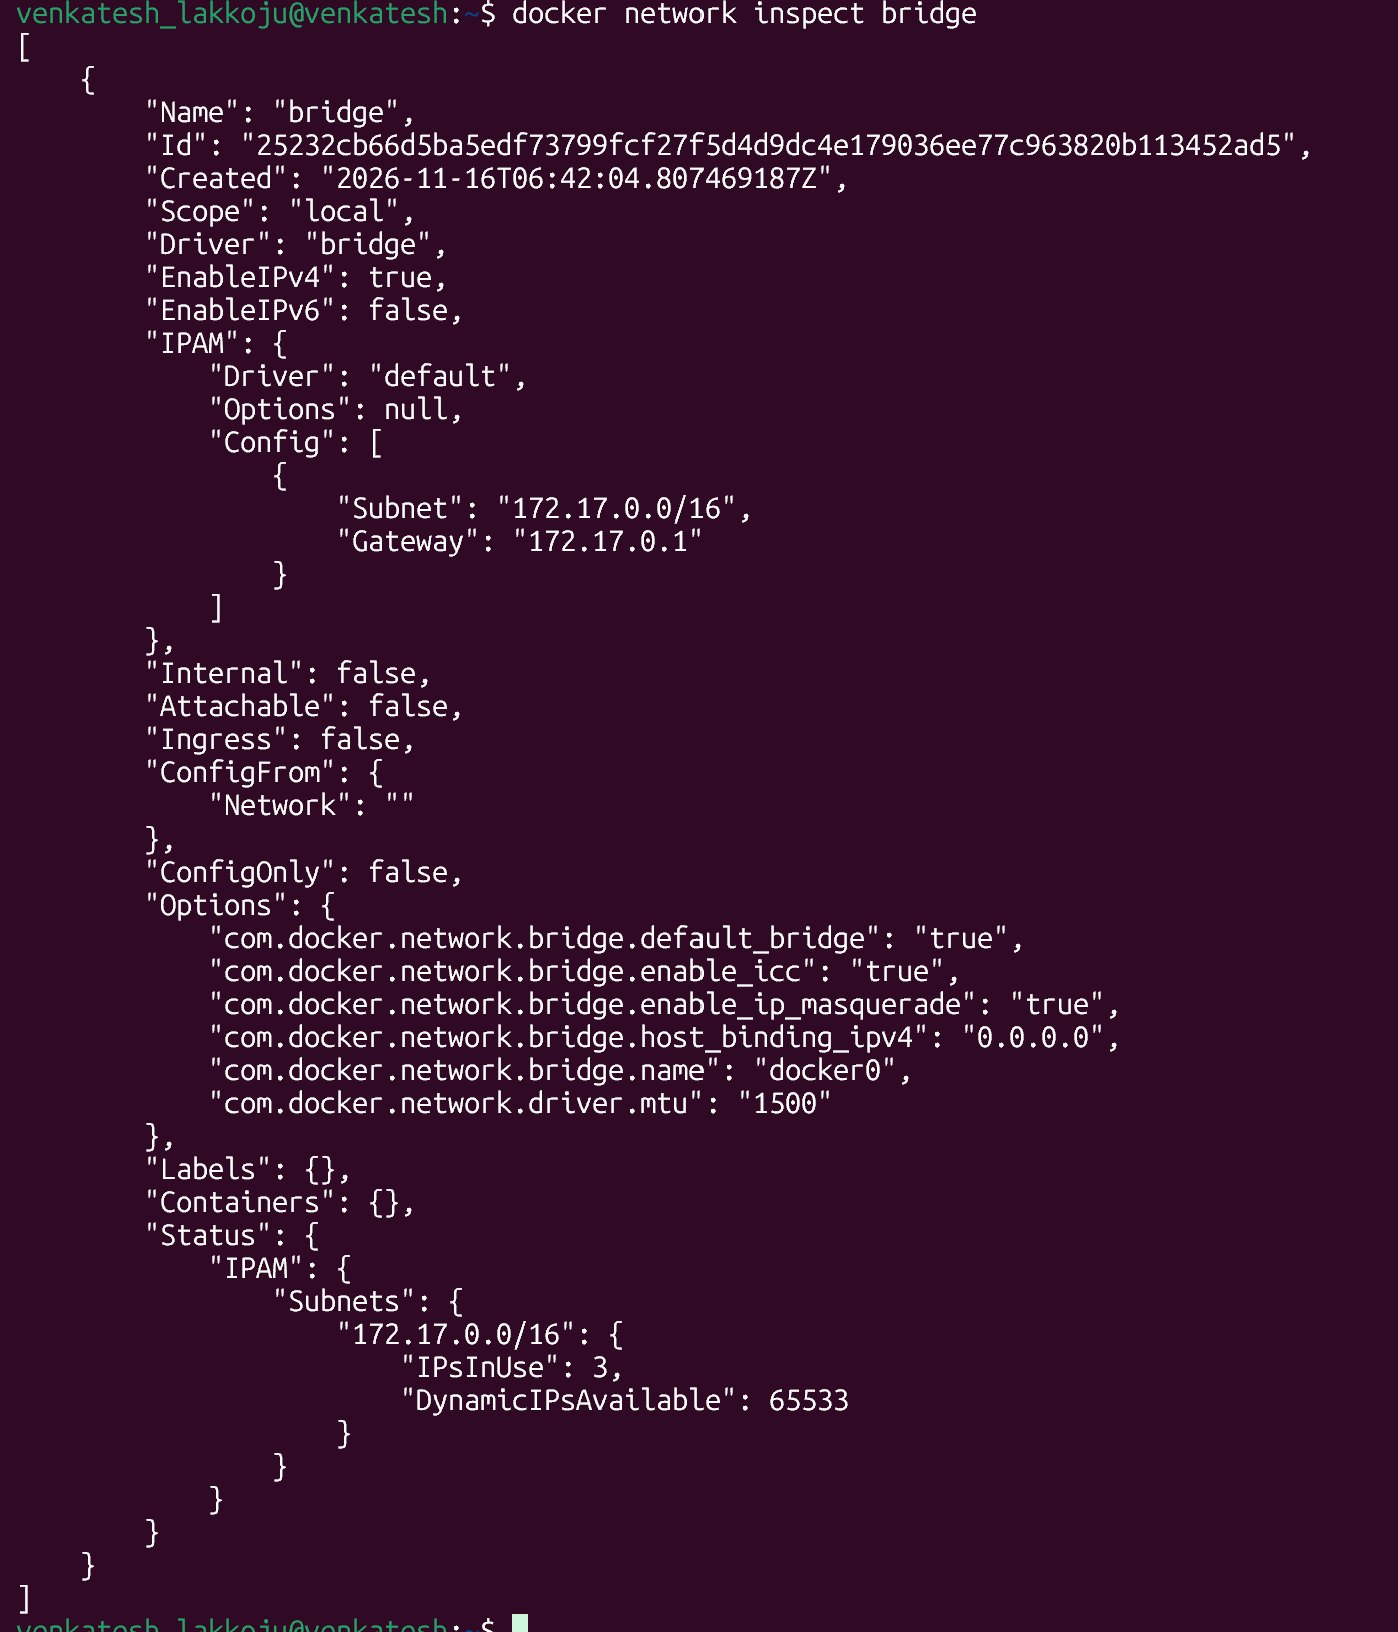 venkatesh_lakkoju@venkatesh:~$ docker network inspect bridge
[
    {
        "Name": "bridge",
        "Id": "25232cb66d5ba5edf73799fcf27f5d4d9dc4e179036ee77c963820b113452ad5",
        "Created": "2026-11-16T06:42:04.807469187Z",
        "Scope": "local",
        "Driver": "bridge",
        "EnableIPv4": true,
        "EnableIPv6": false,
        "IPAM": {
            "Driver": "default",
            "Options": null,
            "Config": [
                {
                    "Subnet": "172.17.0.0/16",
                    "Gateway": "172.17.0.1"
                }
            ]
        },
        "Internal": false,
        "Attachable": false,
        "Ingress": false,
        "ConfigFrom": {
            "Network": ""
        },
        "ConfigOnly": false,
        "Options": {
            "com.docker.network.bridge.default_bridge": "true",
            "com.docker.network.bridge.enable_icc": "true",
            "com.docker.network.bridge.enable_ip_masquerade": "true",
            "com.docker.network.bridge.host_binding_ipv4": "0.0.0.0",
            "com.docker.network.bridge.name": "docker0",
            "com.docker.network.driver.mtu": "1500"
        },
        "Labels": {},
        "Containers": {},
        "Status": {
            "IPAM": {
                "Subnets": {
                    "172.17.0.0/16": {
                        "IPsInUse": 3,
                        "DynamicIPsAvailable": 65533
                    }
                }
            }
        }
    }
]
venkatesh_lakkoju@venkatesh:~$